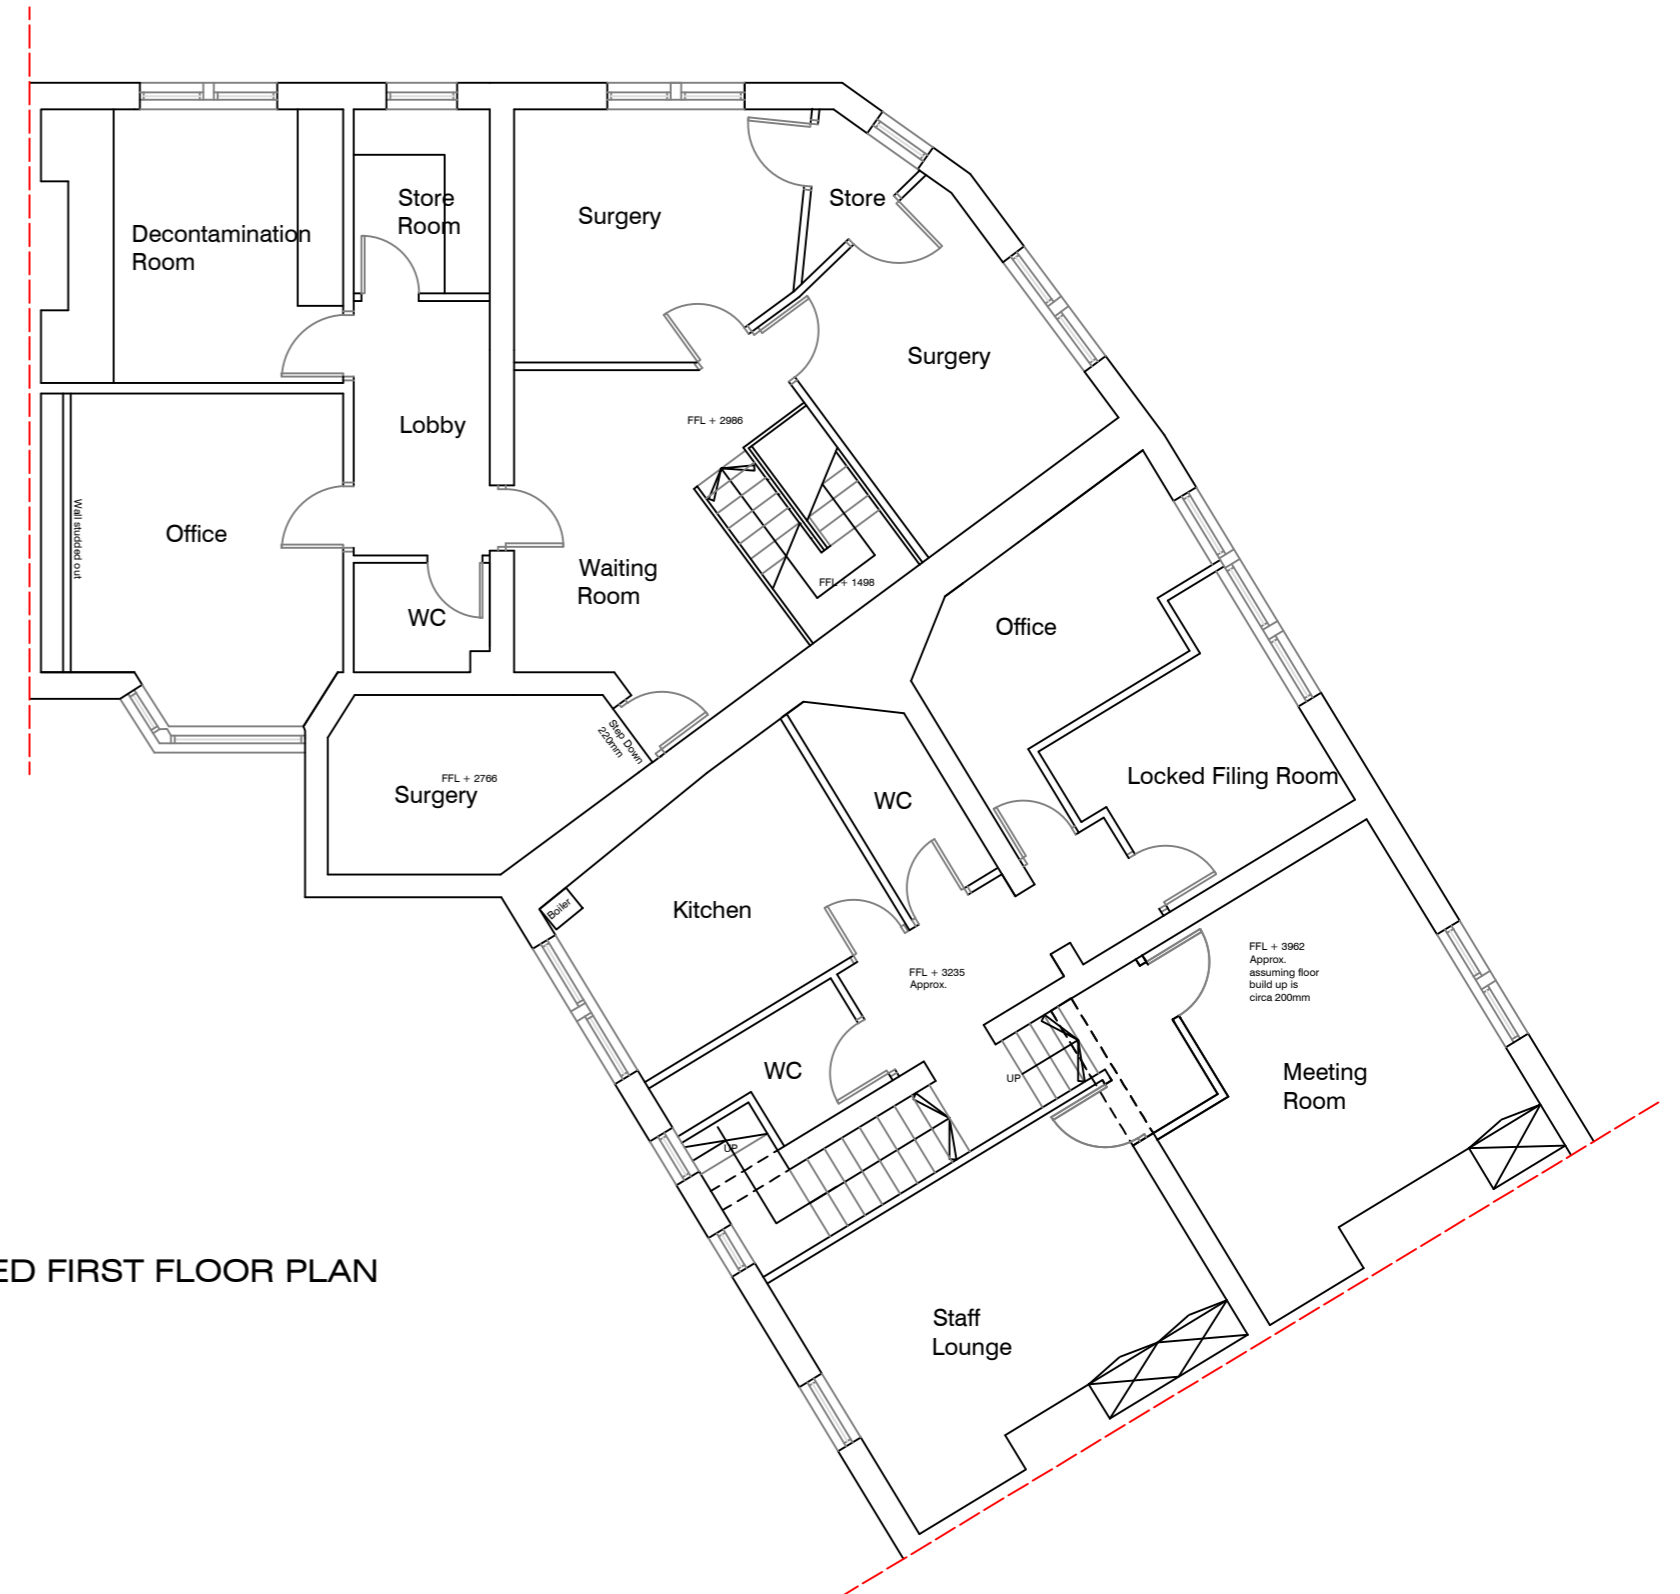 Decontamination
Room
Store
Room
Surgery
Store
Surgery
Lobby
FFL + 2986
Wall studded out
Office
Waiting
Room
FFL + 1498
WC
Office
Step Down
220mm
FFL + 2766
Surgery
WC
Locked Filing Room
Boiler
Kitchen
FFL + 3235
Approx.
FFL + 3962
Approx.
assuming floor
build up is
circa 200mm
WC
UP
Meeting
Room
UP
ED FIRST FLOOR PLAN
Staff
Lounge